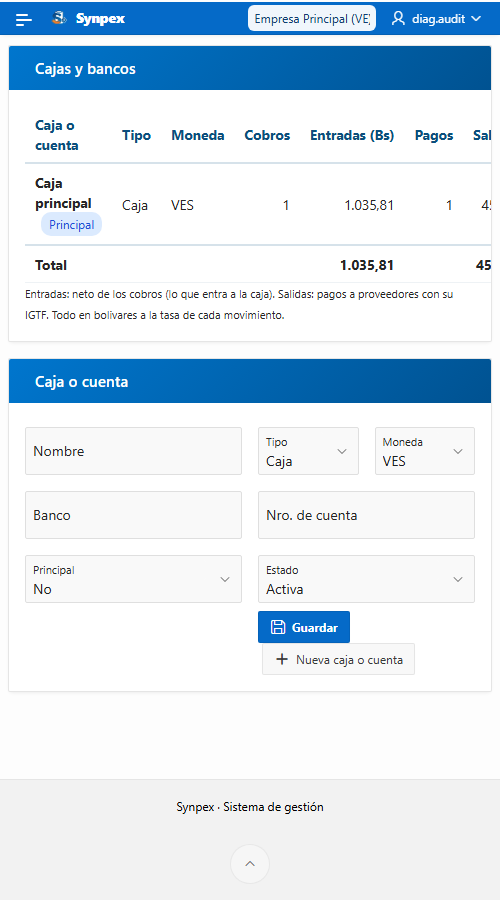 Synpex
Empresa Principal (VE)
diag.audit
Cajas y bancos
Caja o cuenta Tipo Moneda Cobros Entradas (Bs) Pagos Sal
Caja principal Caja VES 1 1.035,81 1 45
Principal
Total 1.035,81 45
Entradas: neto de los cobros (lo que entra a la caja). Salidas: pagos a proveedores con su
IGTF. Todo en bolivares a la tasa de cada movimiento.
Caja o cuenta
Nombre
Tipo
Caja
Moneda
VES
Banco
Nro. de cuenta
Principal
No
Estado
Activa
Guardar
Nueva caja o cuenta
Synpex · Sistema de gestión